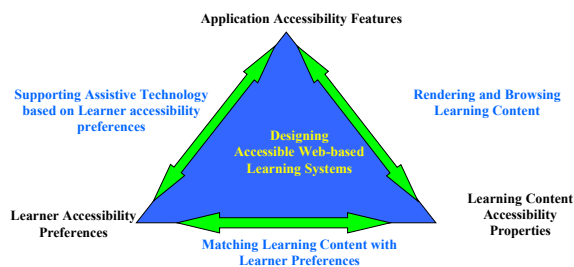 Application Accessibility Features
Supporting Assistive Technology
based on Learner accessibility
preferences
Rendering and Browsing
Learning Content
Designing
Accessible Web-based
Learning Systems
Learner Accessibility
Preferences
Learning Content
Accessibility
Properties
Matching Learning Content with
Learner Preferences